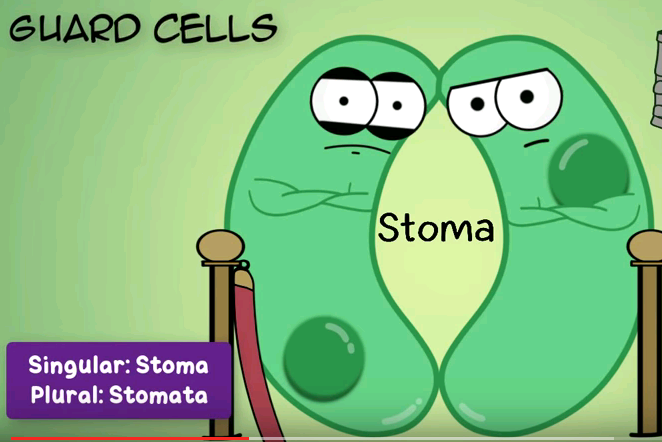 GUARD CELLS
Stoma
Singular: Stoma
Plural: Stomata